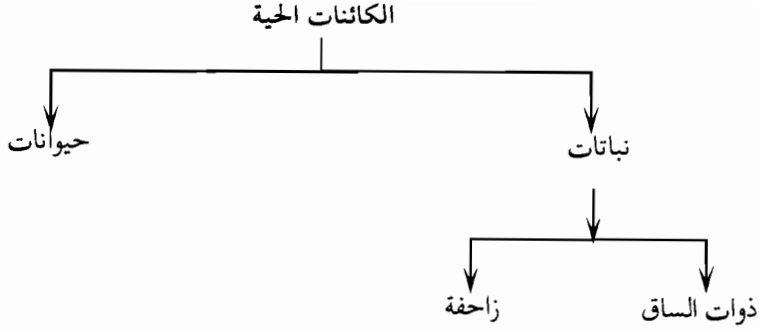 الكائنات الحية
نباتات
حيوانات
ذوات الساق
زاحفة